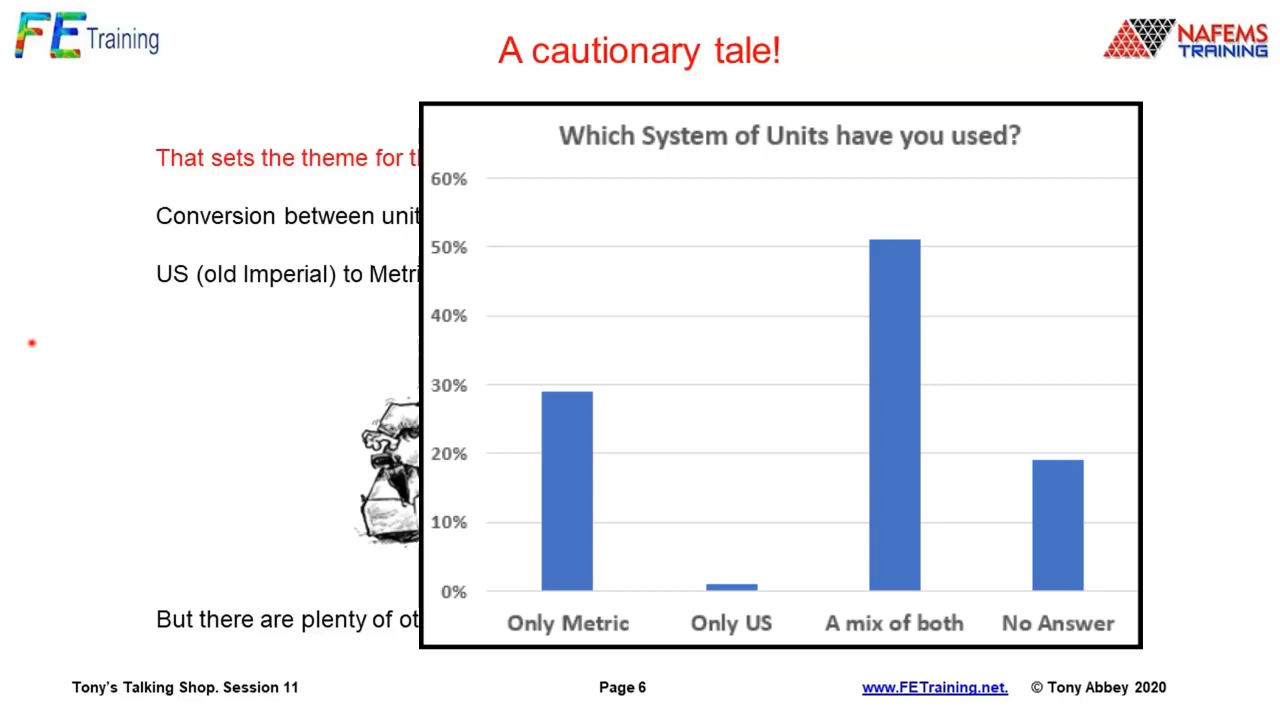 FE Training
A cautionary tale!
NAFEMS
TRAINING
That sets the theme for
Conversion between
US (old Imperial) to
But there are plenty of
Which System of Units have you used?
60%
50%
40%
30%
20%
10%
0%
Only Metric
Only US
A mix of both
No Answer
Tony's Talking Shop. Session 11
Page 6
www.FETraining.net.
© Tony Abbey 2020